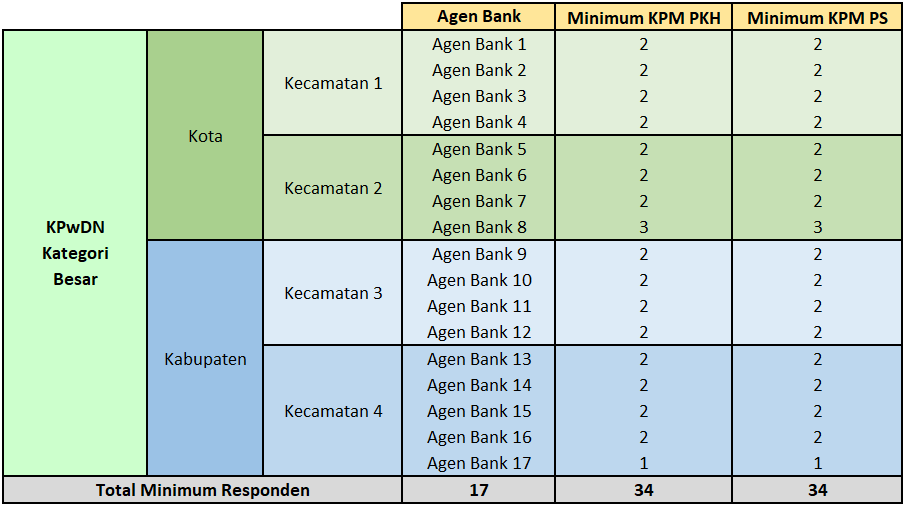 Agen Bank Minimum KPM PKH Minimum KPM PS
KPwDN
Kategori
Besar
Kota
Kecamatan 1
Agen Bank 1 2 2
Agen Bank 2 2 2
Agen Bank 3 2 2
Agen Bank 4 2 2
Kecamatan 2
Agen Bank 5 2 2
Agen Bank 6 2 2
Agen Bank 7 2 2
Agen Bank 8 3 3
Kabupaten
Kecamatan 3
Agen Bank 9 2 2
Agen Bank 10 2 2
Agen Bank 11 2 2
Agen Bank 12 2 2
Kecamatan 4
Agen Bank 13 2 2
Agen Bank 14 2 2
Agen Bank 15 2 2
Agen Bank 16 2 2
Agen Bank 17 1 1
Total Minimum Responden 17 34 34